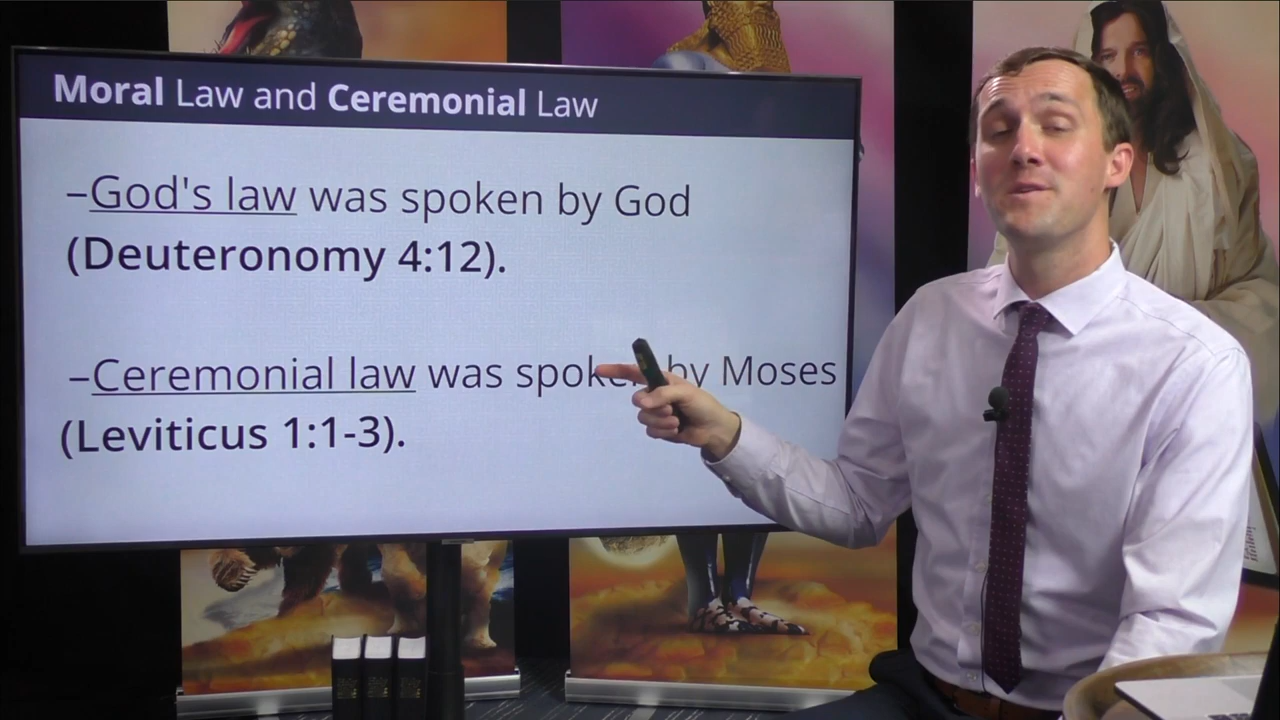 Moral Law and Ceremonial Law
–God's law was spoken by God
(Deuteronomy 4:12).
–Ceremonial law was spoken by Moses
(Leviticus 1:1-3).